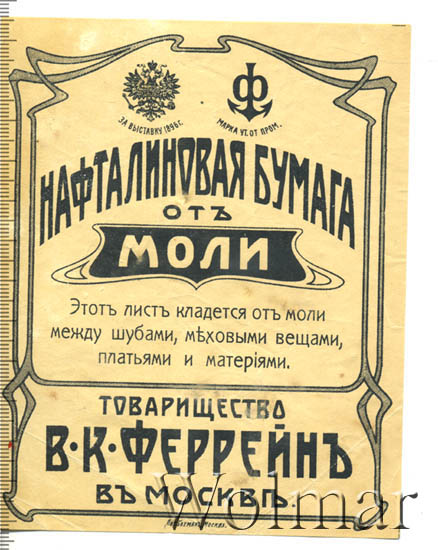 ЗА ВЫСТАВКУ 1896 г.
Ф
МАРКА УТ. ОТ ПРОМ.
НАФТАЛИНОВАЯ БУМАГА
ОТЪ
МОЛИ
Этотъ листъ кладется отъ моли
между шубами, мѣховыми вещами,
платьями и матеріями.
ТОВАРИЩЕСТВО
В·К·ФЕРРЕЙНЪ
ВЪ МОСКВѢ.
Wolmar